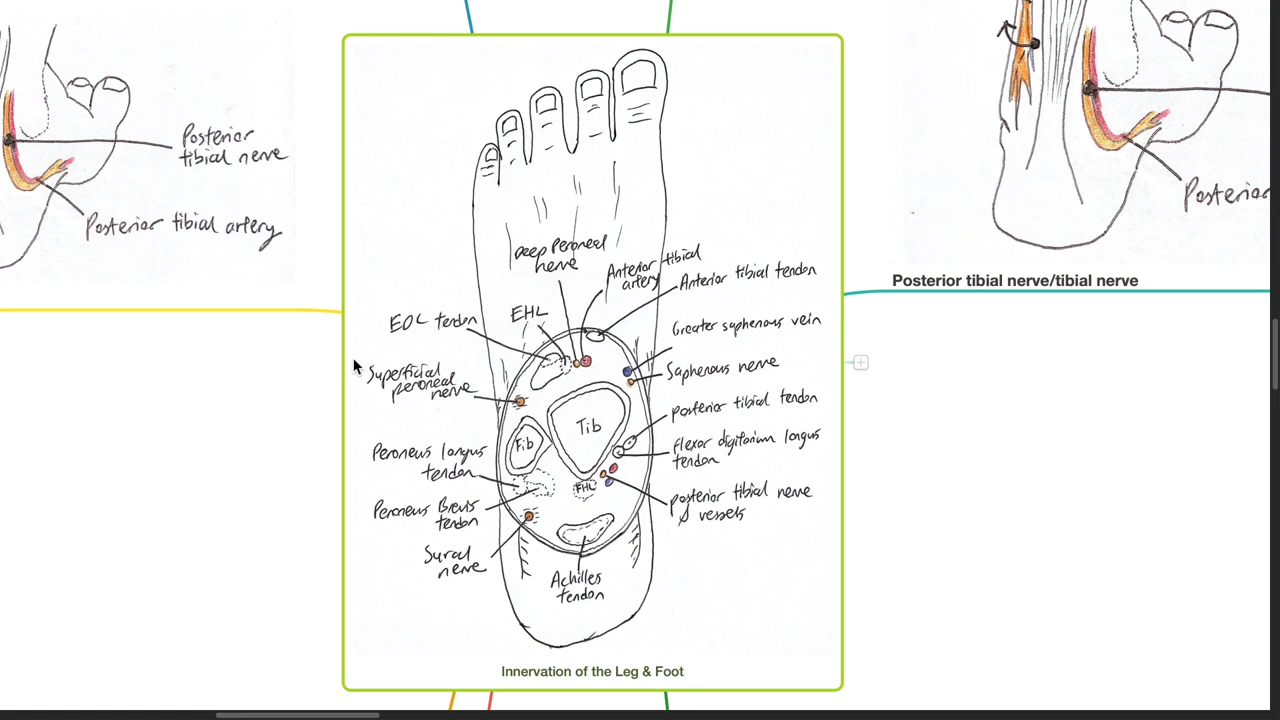 Posterior
tibial nerve
Posterior tibial artery
Deep Peroneal
nerve
Anterior tibial
artery
Anterior tibial tendon
EHL
EDL tendon
Greater saphenous vein
Superficial
peroneal
nerve
Saphenous nerve
posterior tibial tendon
Tib
Fib
Flexor digitorium longus
tendon
Peroneus longus
tendon
FHL
posterior tibial nerve
& vessels
Peroneus Brevis
tendon
Sural
nerve
Achilles
tendon
Innervation of the Leg & Foot
Posterior
Posterior tibial nerve/tibial nerve